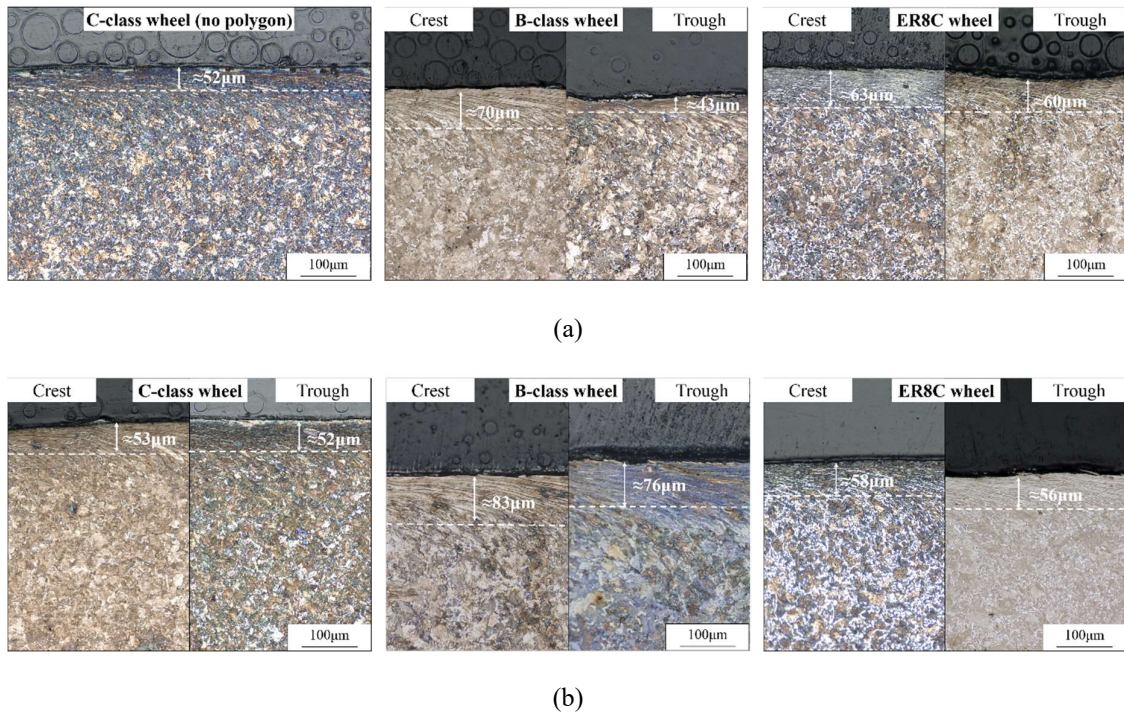 C-class wheel (no polygon)
≈52μm
100μm
Crest B-class wheel Trough
≈70μm
≈43μm
100μm
Crest ER8C wheel Trough
≈63μm
≈60μm
100μm
(a)
Crest C-class wheel Trough
≈53μm
≈52μm
100μm
Crest B-class wheel Trough
≈83μm
≈76μm
100μm
Crest ER8C wheel Trough
≈58μm
≈56μm
100μm
(b)